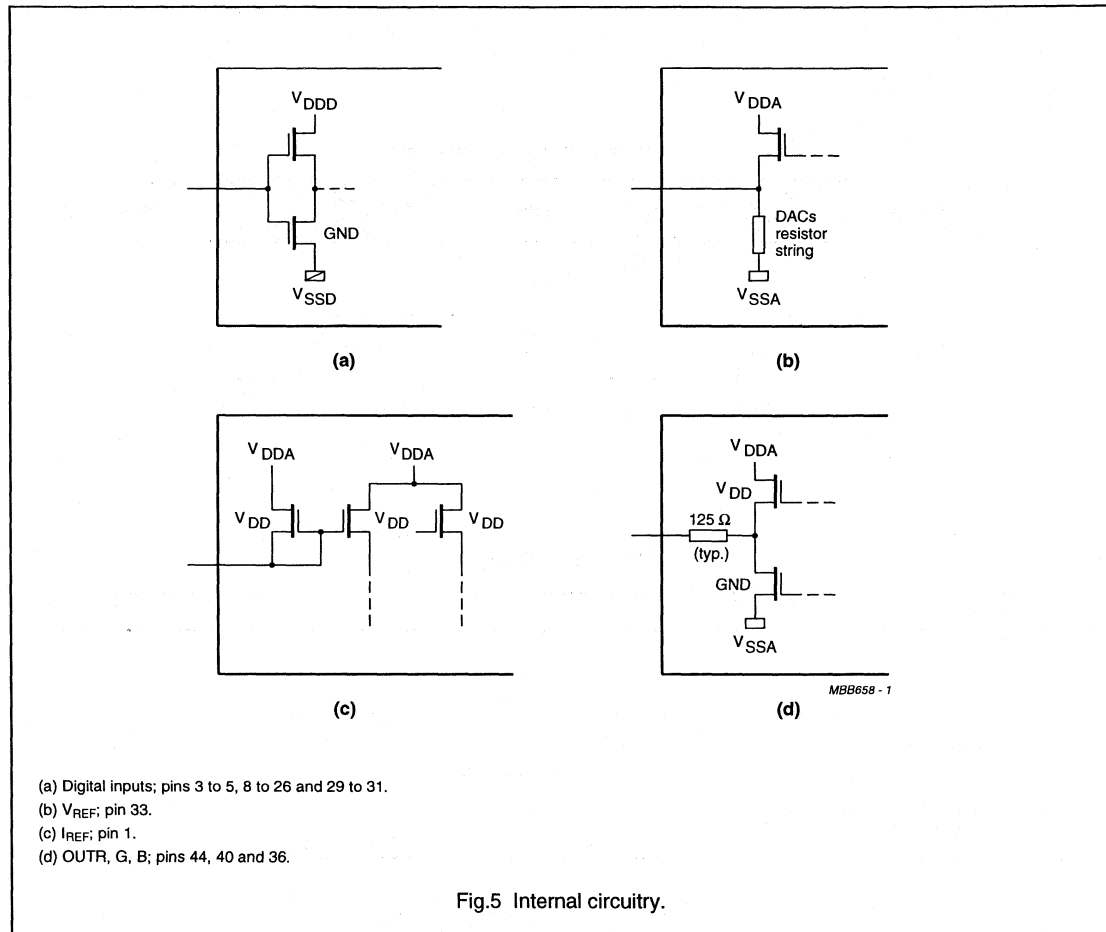 V DDD
GND
V SSD
(a)
V DDA
DACs
resistor
string
V SSA
(b)
V DDA
V DDA
V DD
V DD
V DD
(c)
V DDA
V DD
125 Ω
(typ.)
GND
V SSA
MBB658 - 1
(d)
(a) Digital inputs; pins 3 to 5, 8 to 26 and 29 to 31.
(b) VREF; pin 33.
(c) IREF; pin 1.
(d) OUTR, G, B; pins 44, 40 and 36.
Fig.5 Internal circuitry.